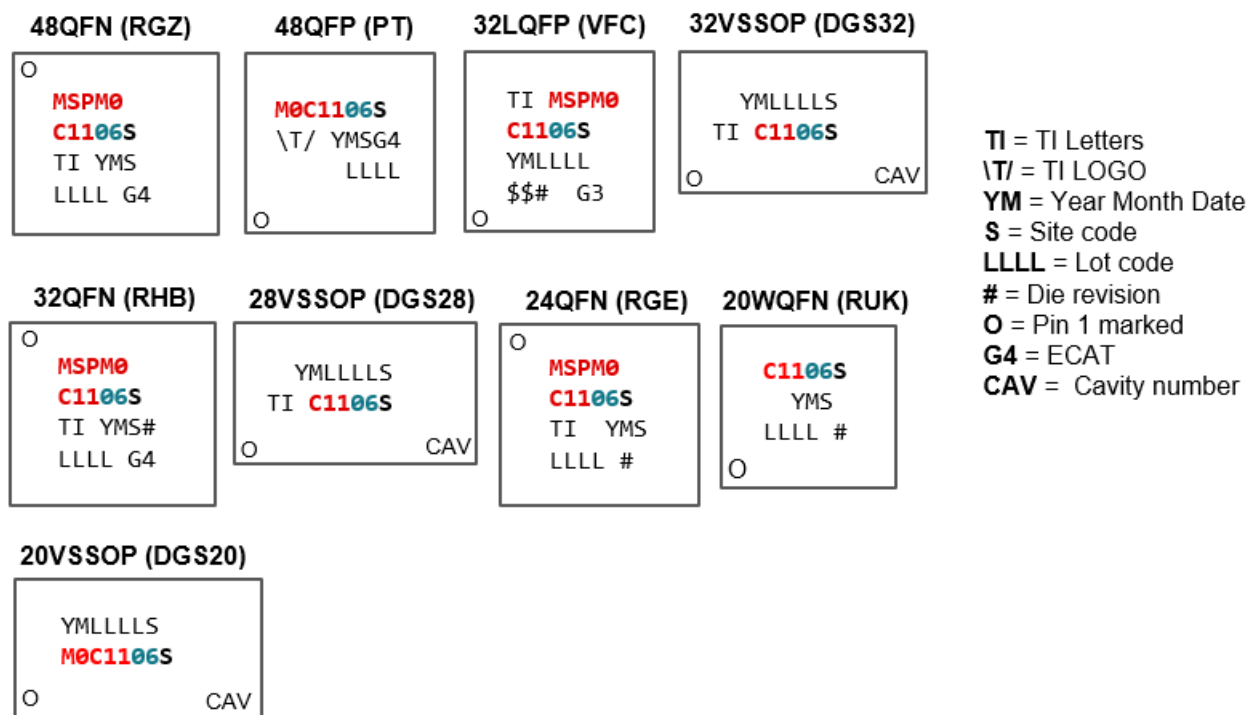 48QFN (RGZ)
O
MSPM0
C1106S
TI YMS
LLLL G4
48QFP (PT)
M0C1106S
\T/ YMSG4
LLLL
O
32LQFP (VFC)
TI MSPM0
C1106S
YMLLLL
$$# G3
O
32VSSOP (DGS32)
YMLLLLS
TI C1106S
O CAV
TI = TI Letters
\T/ = TI LOGO
YM = Year Month Date
S = Site code
LLLL = Lot code
# = Die revision
O = Pin 1 marked
G4 = ECAT
CAV = Cavity number
32QFN (RHB)
O
MSPM0
C1106S
TI YMS#
LLLL G4
28VSSOP (DGS28)
YMLLLLS
TI C1106S
O CAV
24QFN (RGE)
O
MSPM0
C1106S
TI YMS
LLLL #
20WQFN (RUK)
C1106S
YMS
LLLL #
O
20VSSOP (DGS20)
YMLLLLS
M0C1106S
O CAV